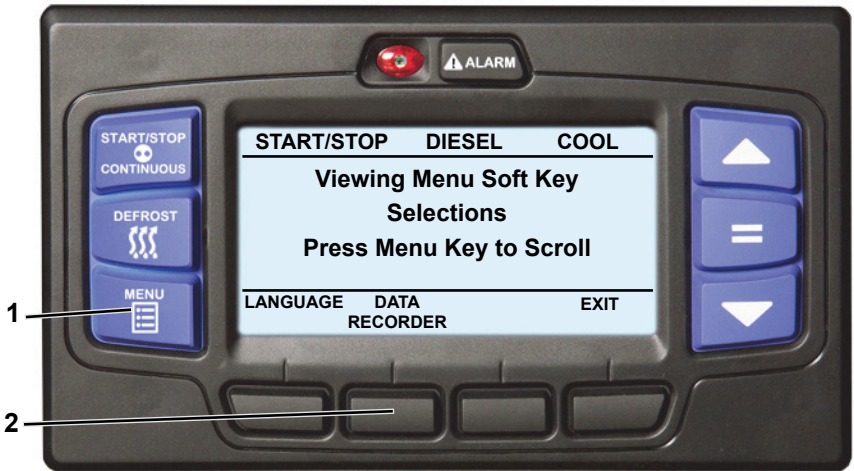 ALARM
START/STOP
CONTINUOUS
START/STOP DIESEL COOL
Viewing Menu Soft Key
Selections
DEFROST
Press Menu Key to Scroll
MENU
LANGUAGE DATA EXIT
RECORDER
1
2
=